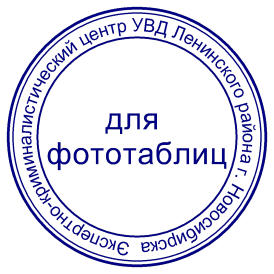 Экспертно-криминалистический центр УВД Ленинского района г. Новосибирска
для
фототаблиц